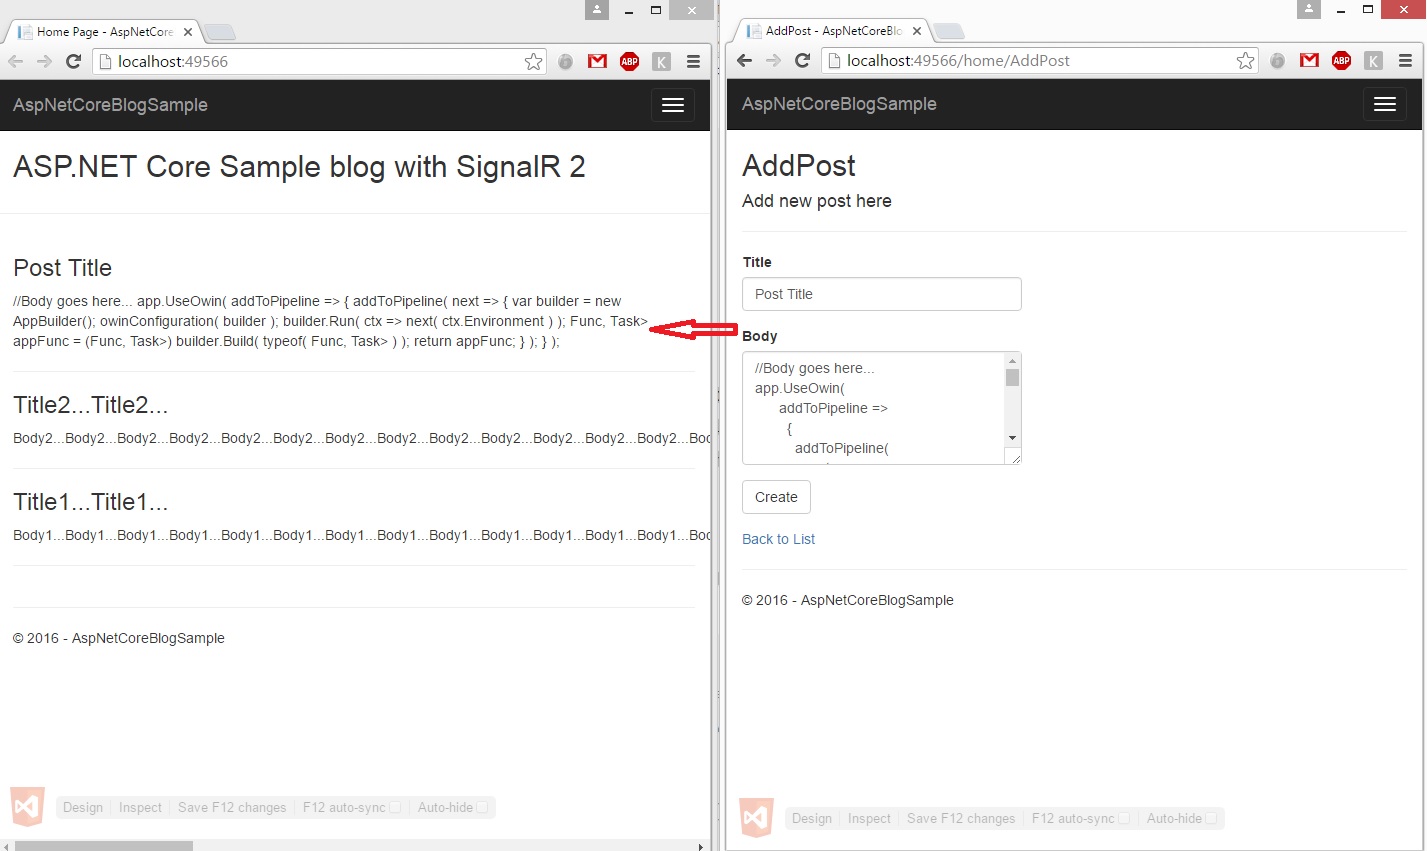 Home Page - AspNetCore
localhost:49566
ABP
K
AspNetCoreBlogSample
ASP.NET Core Sample blog with SignalR 2
Post Title
//Body goes here... app.UseOwin( addToPipeline => { addToPipeline( next => { var builder = new
AppBuilder(); owinConfiguration( builder ); builder.Run( ctx => next( ctx.Environment ) ); Func, Task>
appFunc = (Func, Task>) builder.Build( typeof( Func, Task> ) ); return appFunc; } ); } );
Title2...Title2...
Body2...Body2...Body2...Body2...Body2...Body2...Body2...Body2...Body2...Body2...Body2...Body2...Body2...Boc
Title1...Title1...
Body1...Body1...Body1...Body1...Body1...Body1...Body1...Body1...Body1...Body1...Body1...Body1...Body1...Boc
© 2016 - AspNetCoreBlogSample
Design Inspect Save F12 changes F12 auto-sync Auto-hide
AddPost - AspNetCoreBlo
localhost:49566/home/AddPost
ABP
K
AspNetCoreBlogSample
AddPost
Add new post here
Title
Post Title
Body
//Body goes here...
app.UseOwin(
addToPipeline =>
{
addToPipeline(
Create
Back to List
© 2016 - AspNetCoreBlogSample
Design Inspect Save F12 changes F12 auto-sync Auto-hide